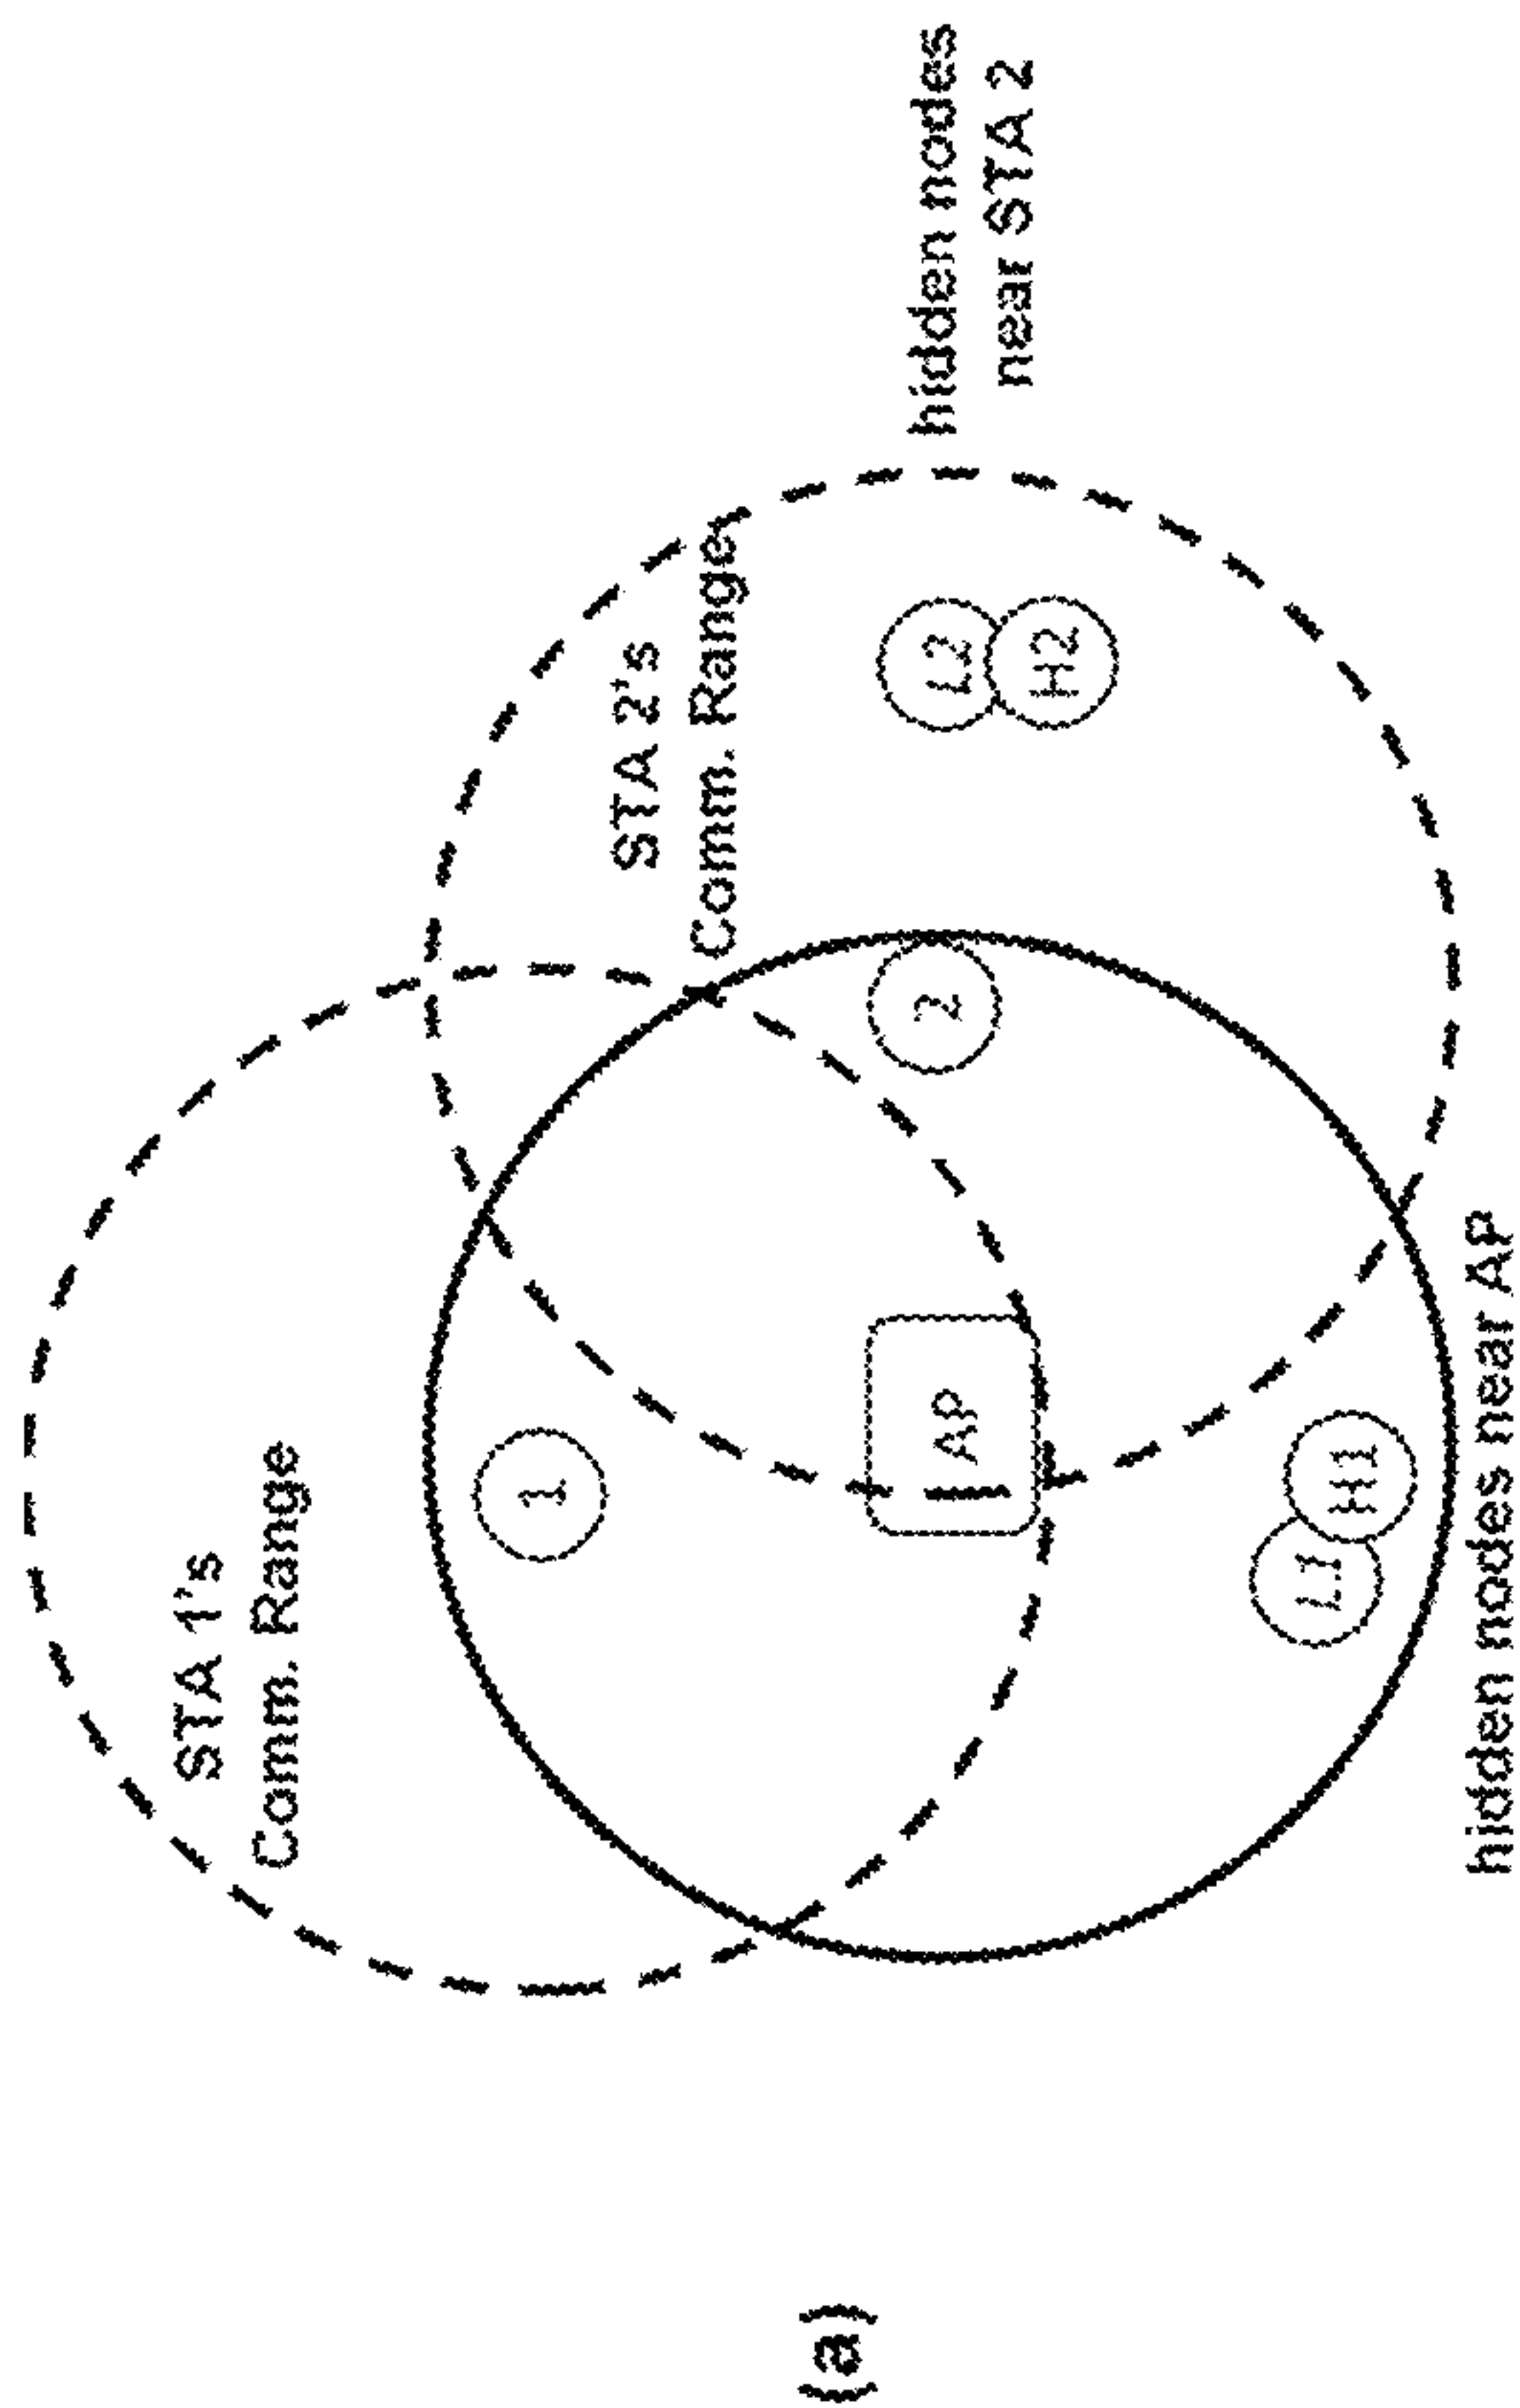 STA 1's
Comm. Range
1
STA 2's
Comm. Range
(a)
AP
2
L2
H2
hidden nodes
near STA 2
L1
H1
hidden nodes near AP